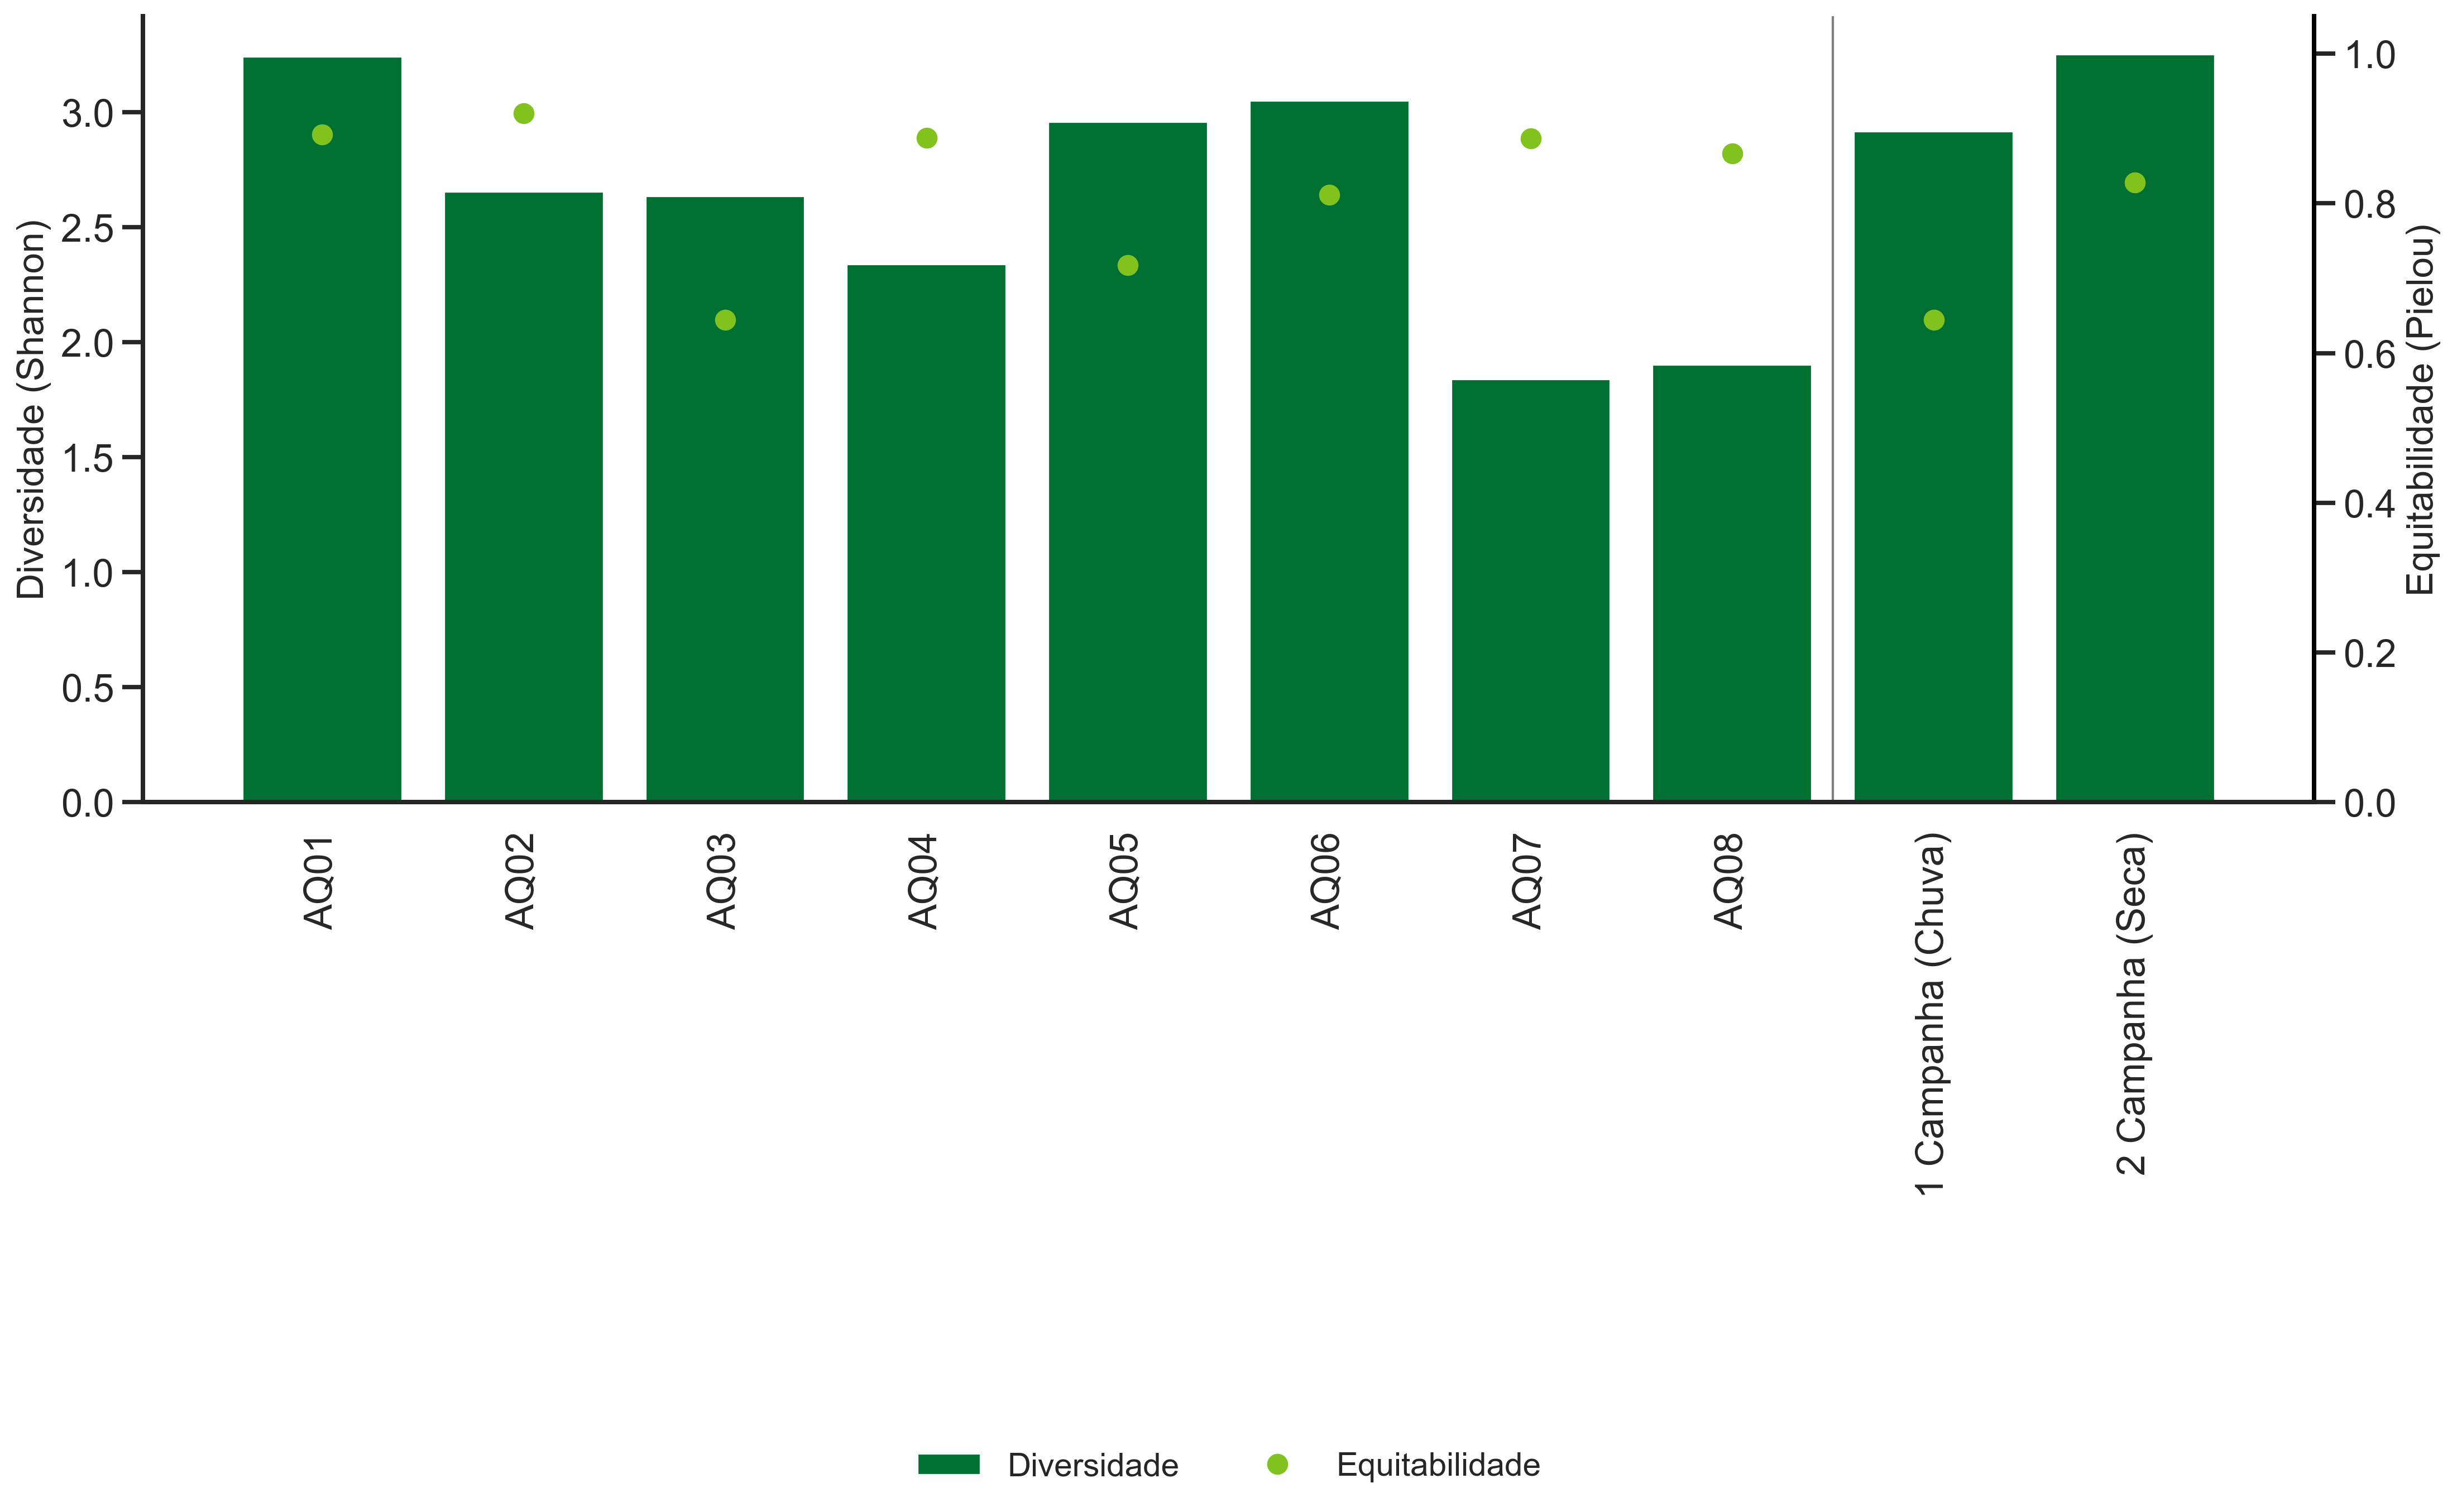 Diversidade (Shannon)
3.0
2.5
2.0
1.5
1.0
0.5
0.0
1.0
0.8
0.6
0.4
0.2
0.0
Equitabilidade (Pielou)
AQ01
AQ02
AQ03
AQ04
AQ05
AQ06
AQ07
AQ08
1 Campanha (Chuva)
2 Campanha (Seca)
Diversidade
Equitabilidade